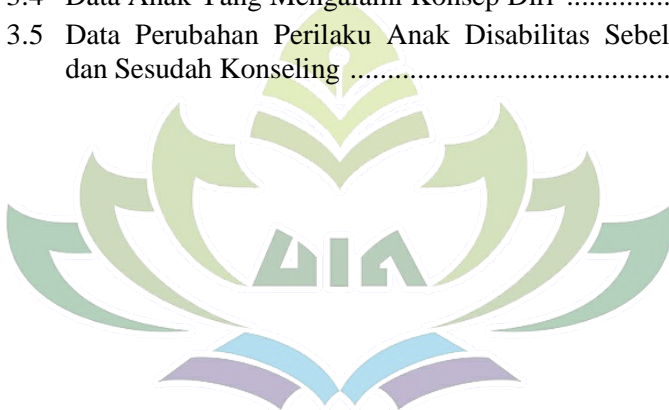 3.4 Data Anak Yang Mengalami Konsep Diri ..................
3.5 Data Perubahan Perilaku Anak Disabilitas Sebel
dan Sesudah Konseling ............................................
UIN